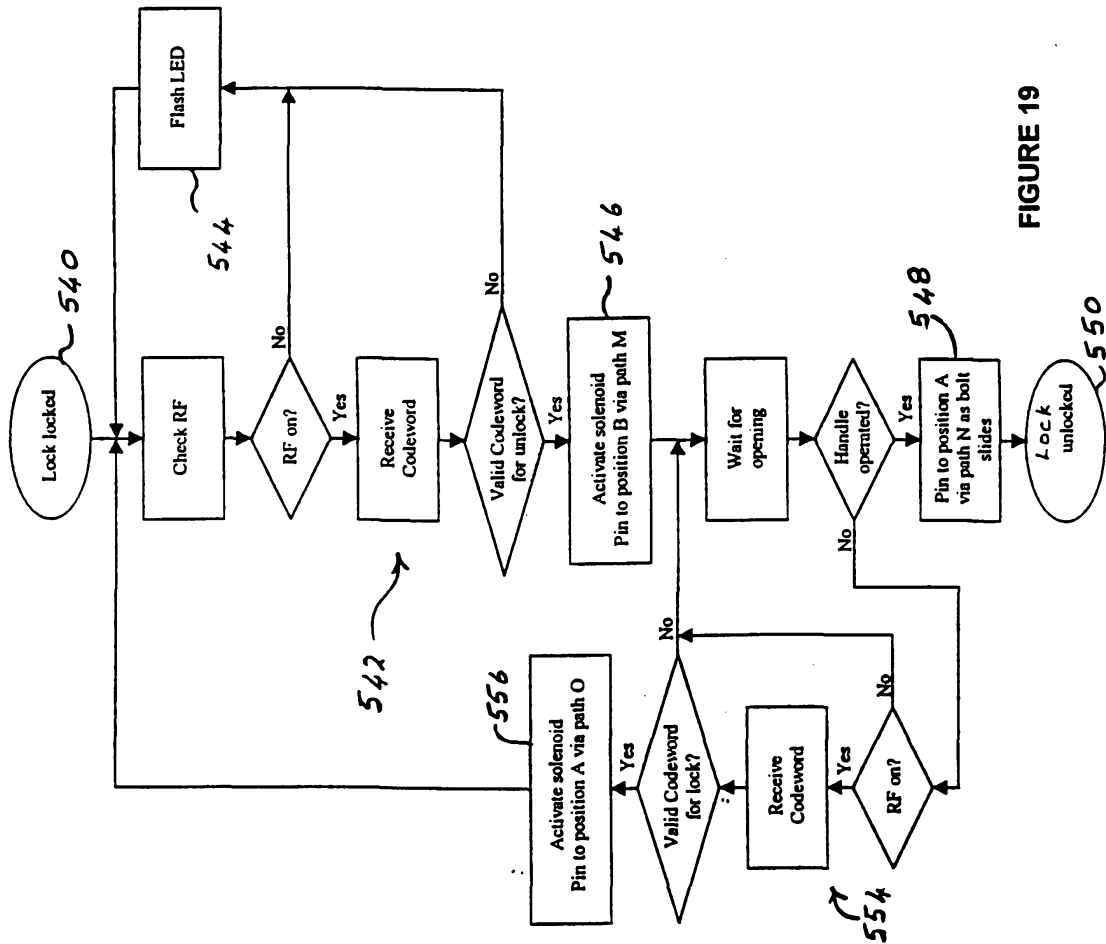 Lock locked
540
Check RF
RF on?
No
Yes
Flash LED
544
Receive
Codeword
542
Valid Codeword
for unlock?
No
Yes
Activate solenoid
Pin to position B via path M
546
Wait for
opening
Handle
operated?
No
Yes
Pin to position A
via path N as bolt
slides
548
Lock
unlocked
550
RF on?
No
Yes
554
Receive
Codeword
Valid Codeword
for lock?
No
Yes
Activate solenoid
Pin to position A via path O
556
FIGURE 19